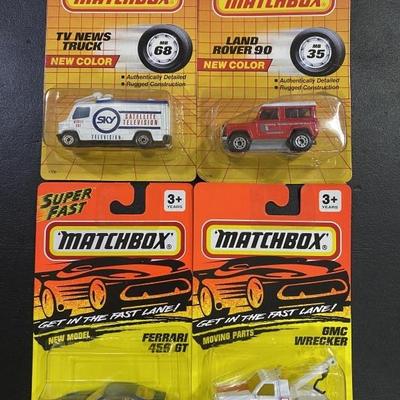 MATCHBOX
TV NEWS
TRUCK
MB
68
NEW COLOR
• Authentically Detailed
• Rugged Construction
SKY
SATELLITE
TELEVISION
TELEVISION
MATCHBOX
LAND
ROVER 90
MB
35
NEW COLOR
• Authentically Detailed
• Rugged Construction
SUPER
FAST
3+
YEARS
MATCHBOX®
GET IN THE FAST LANE!
NEW MODEL
FERRARI
456 GT
3+
YEARS
MATCHBOX®
GET IN THE FAST LANE!
MOVING PARTS
GMC
WRECKER